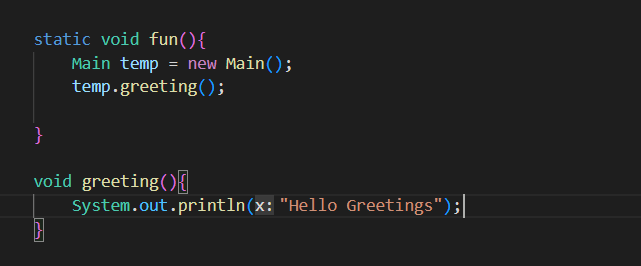 static void fun(){
Main temp = new Main();
temp.greeting();
}
void greeting(){
System.out.println(x: "Hello Greetings");
}